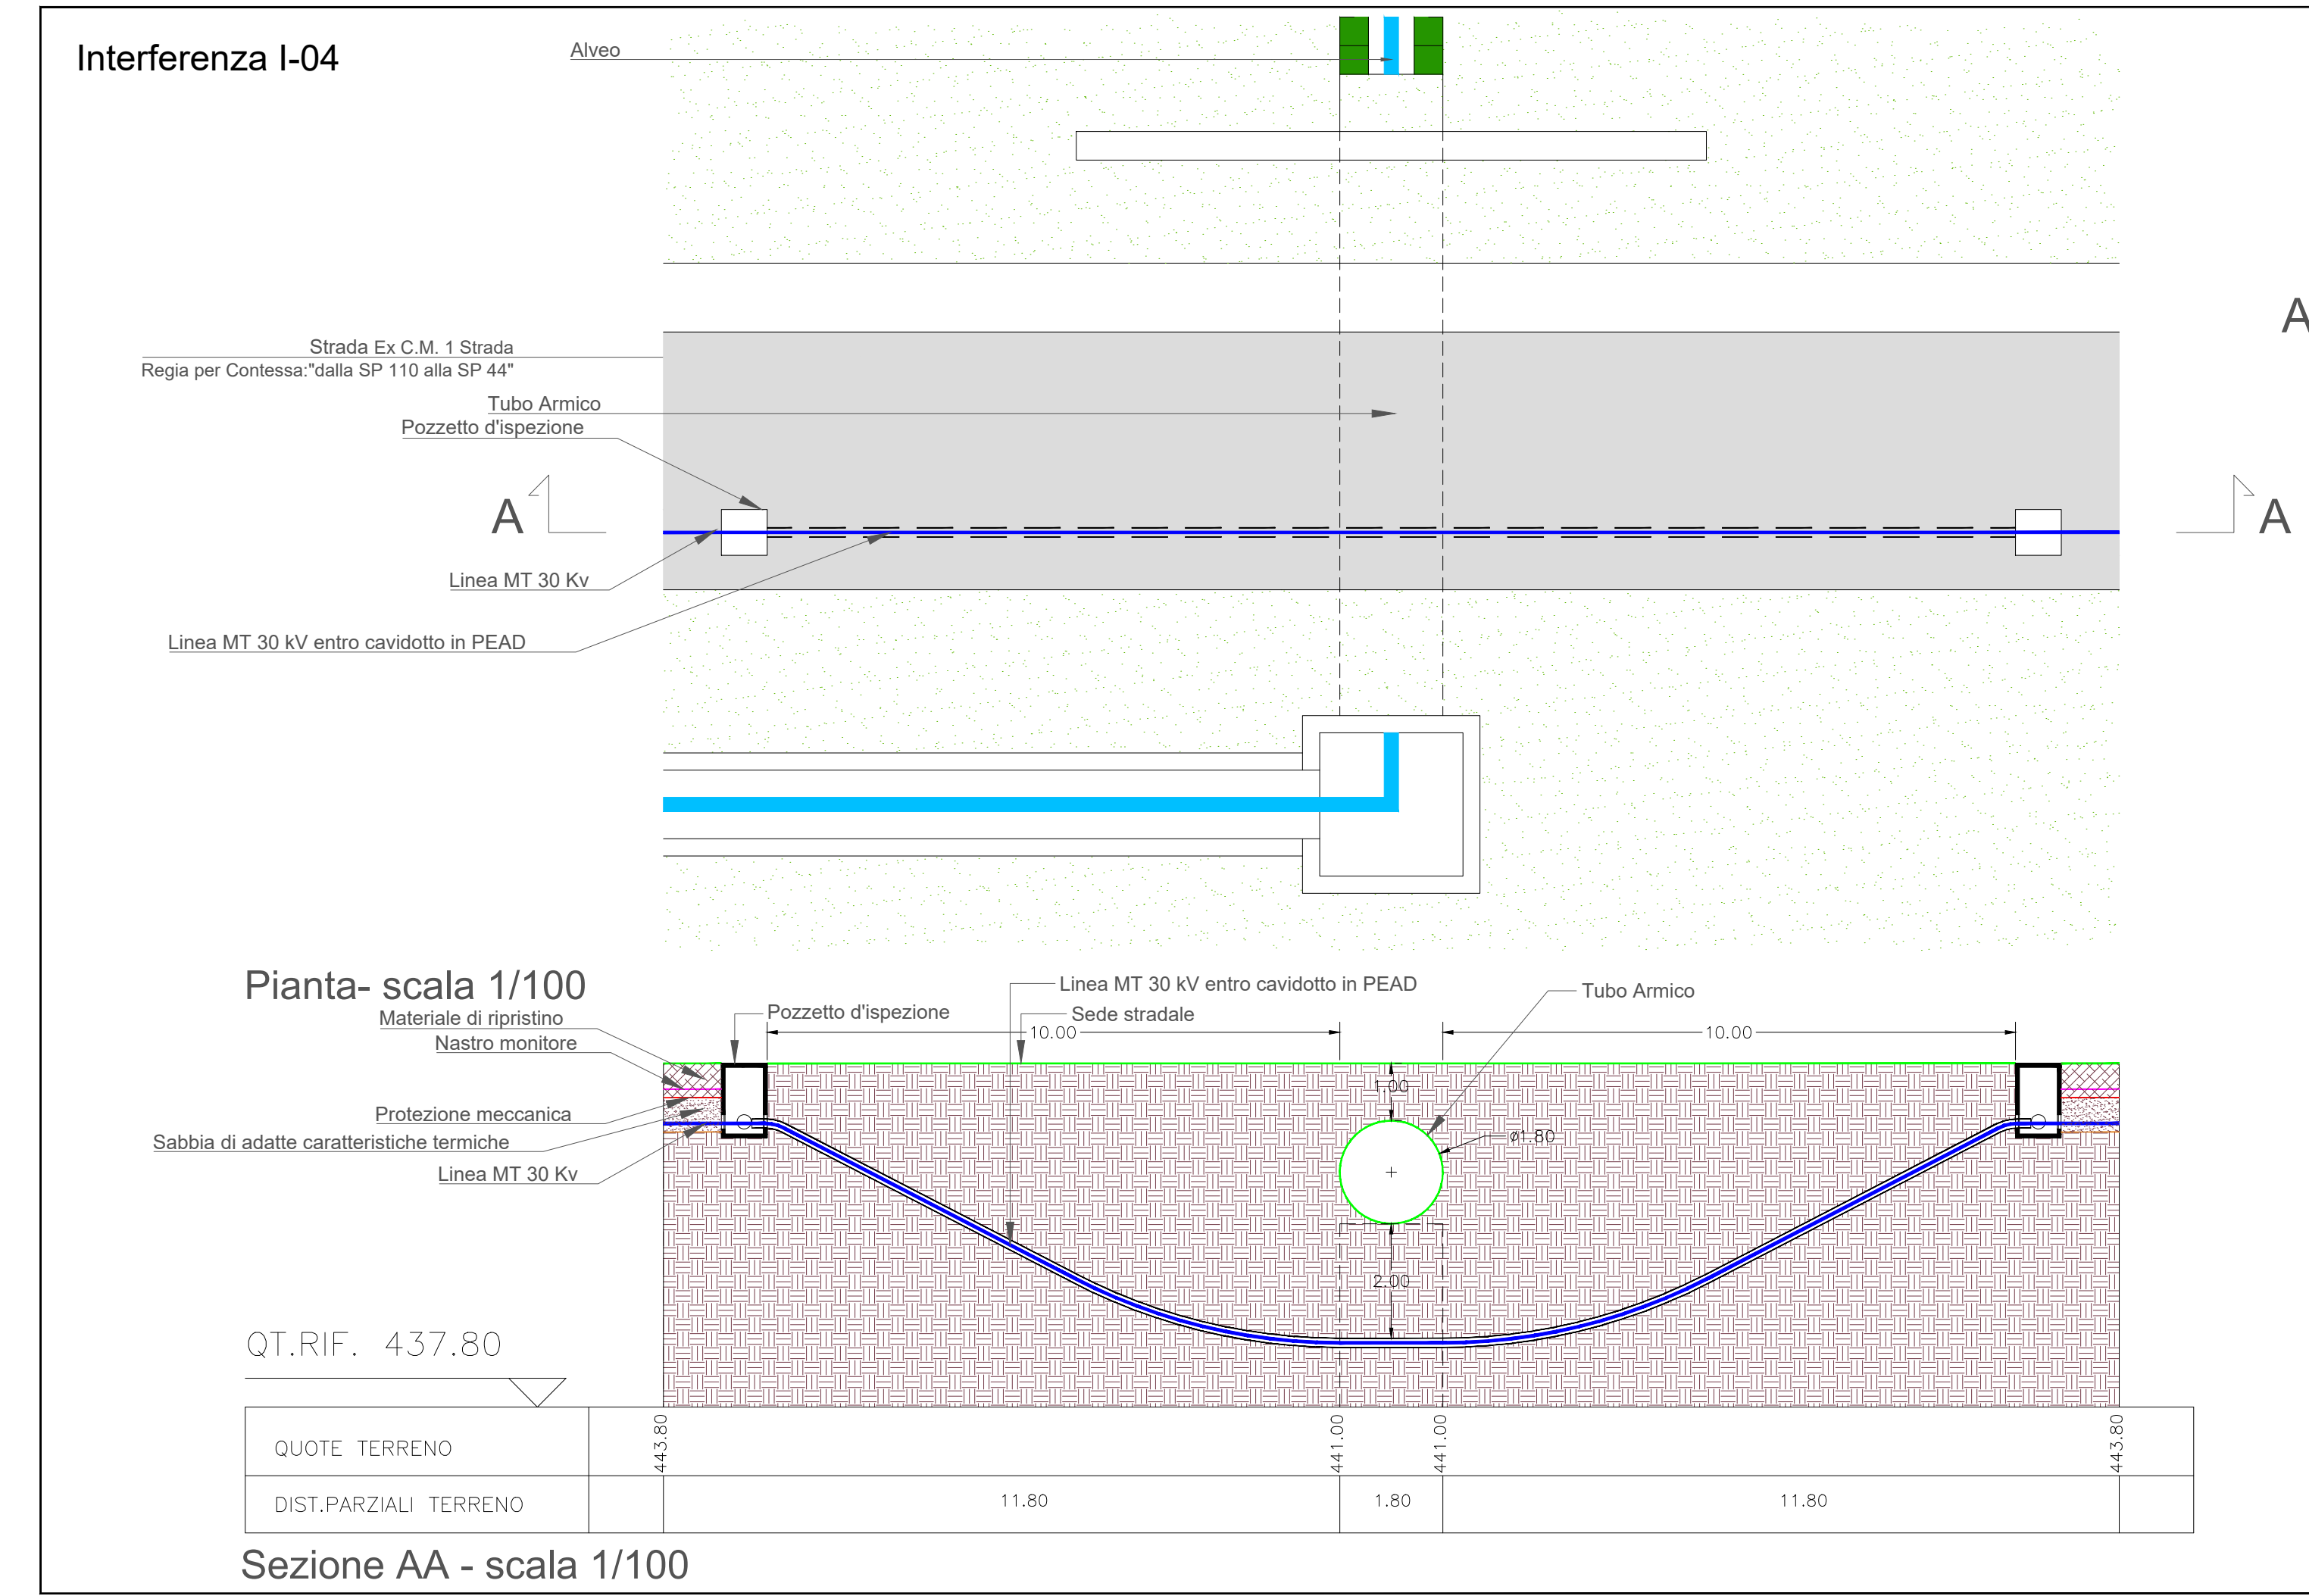 Interferenza I-04
Alveo
A
Strada Ex C.M. 1 Strada
Regia per Contessa:"dalla SP 110 alla SP 44"
Tubo Armico
Pozzetto d'ispezione
A
A
Linea MT 30 Kv
Linea MT 30 kV entro cavidotto in PEAD
Pianta- scala 1/100
Linea MT 30 kV entro cavidotto in PEAD
Tubo Armico
Pozzetto d'ispezione
Sede stradale
Materiale di ripristino
Nastro monitore
10.00
10.00
1.00
Protezione meccanica
Sabbia di adatte caratteristiche termiche
ø1.80
Linea MT 30 Kv
2.00
QT.RIF. 437.80
QUOTE TERRENO
443.80
441.00
441.00
443.80
DIST.PARZIALI TERRENO
11.80
1.80
11.80
Sezione AA - scala 1/100